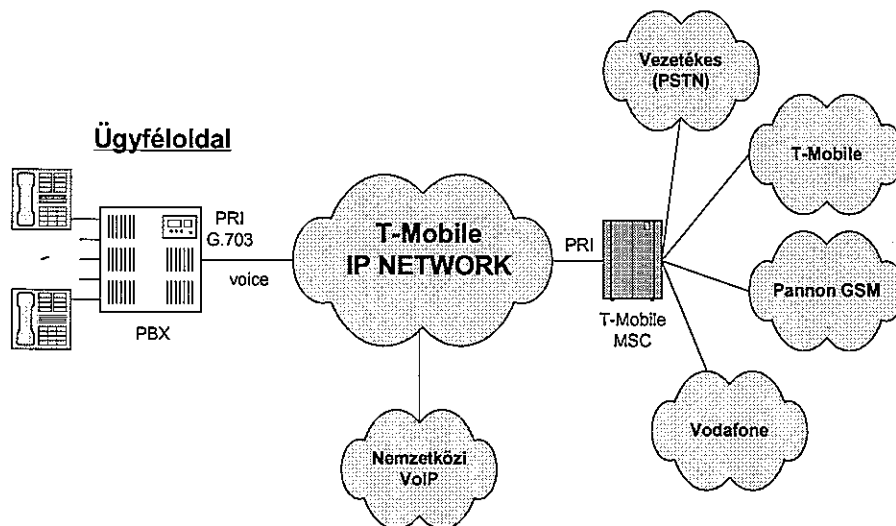 Ügyféloldal
PBX
PRI
G.703
voice
T-Mobile
IP NETWORK
Nemzetközi
VoIP
PRI
T-Mobile
MSC
Vezetékes
(PSTN)
T-Mobile
Pannon GSM
Vodafone